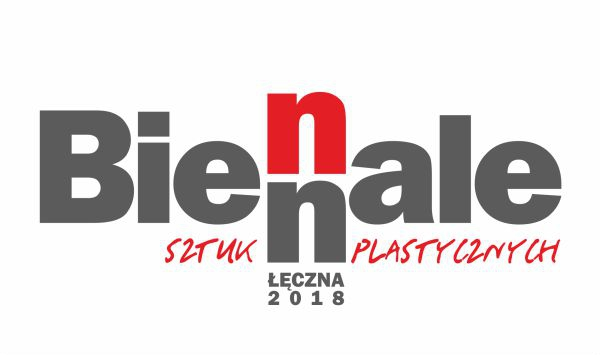 Biennale
SZTUK PLASTYCZNYCH
ŁĘCZNA
2018